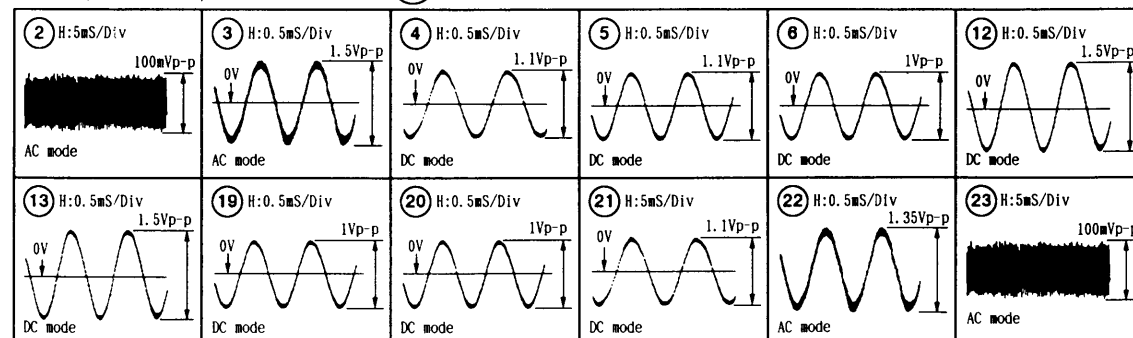 2 H:5mS/Div
100mVp-p
AC mode
3 H:0.5mS/Div
1.5Vp-p
0V
AC mode
4 H:0.5mS/Div
1.1Vp-p
0V
DC mode
5 H:0.5mS/Div
1.1Vp-p
0V
DC mode
6 H:0.5mS/Div
1Vp-p
0V
DC mode
12 H:0.5mS/Div
1.5Vp-p
0V
DC mode
13 H:0.5mS/Div
1.5Vp-p
0V
DC mode
19 H:0.5mS/Div
1Vp-p
0V
DC mode
20 H:0.5mS/Div
1Vp-p
0V
DC mode
21 H:5mS/Div
1.1Vp-p
0V
DC mode
22 H:0.5mS/Div
1.35Vp-p
AC mode
23 H:5mS/Div
100mVp-p
AC mode